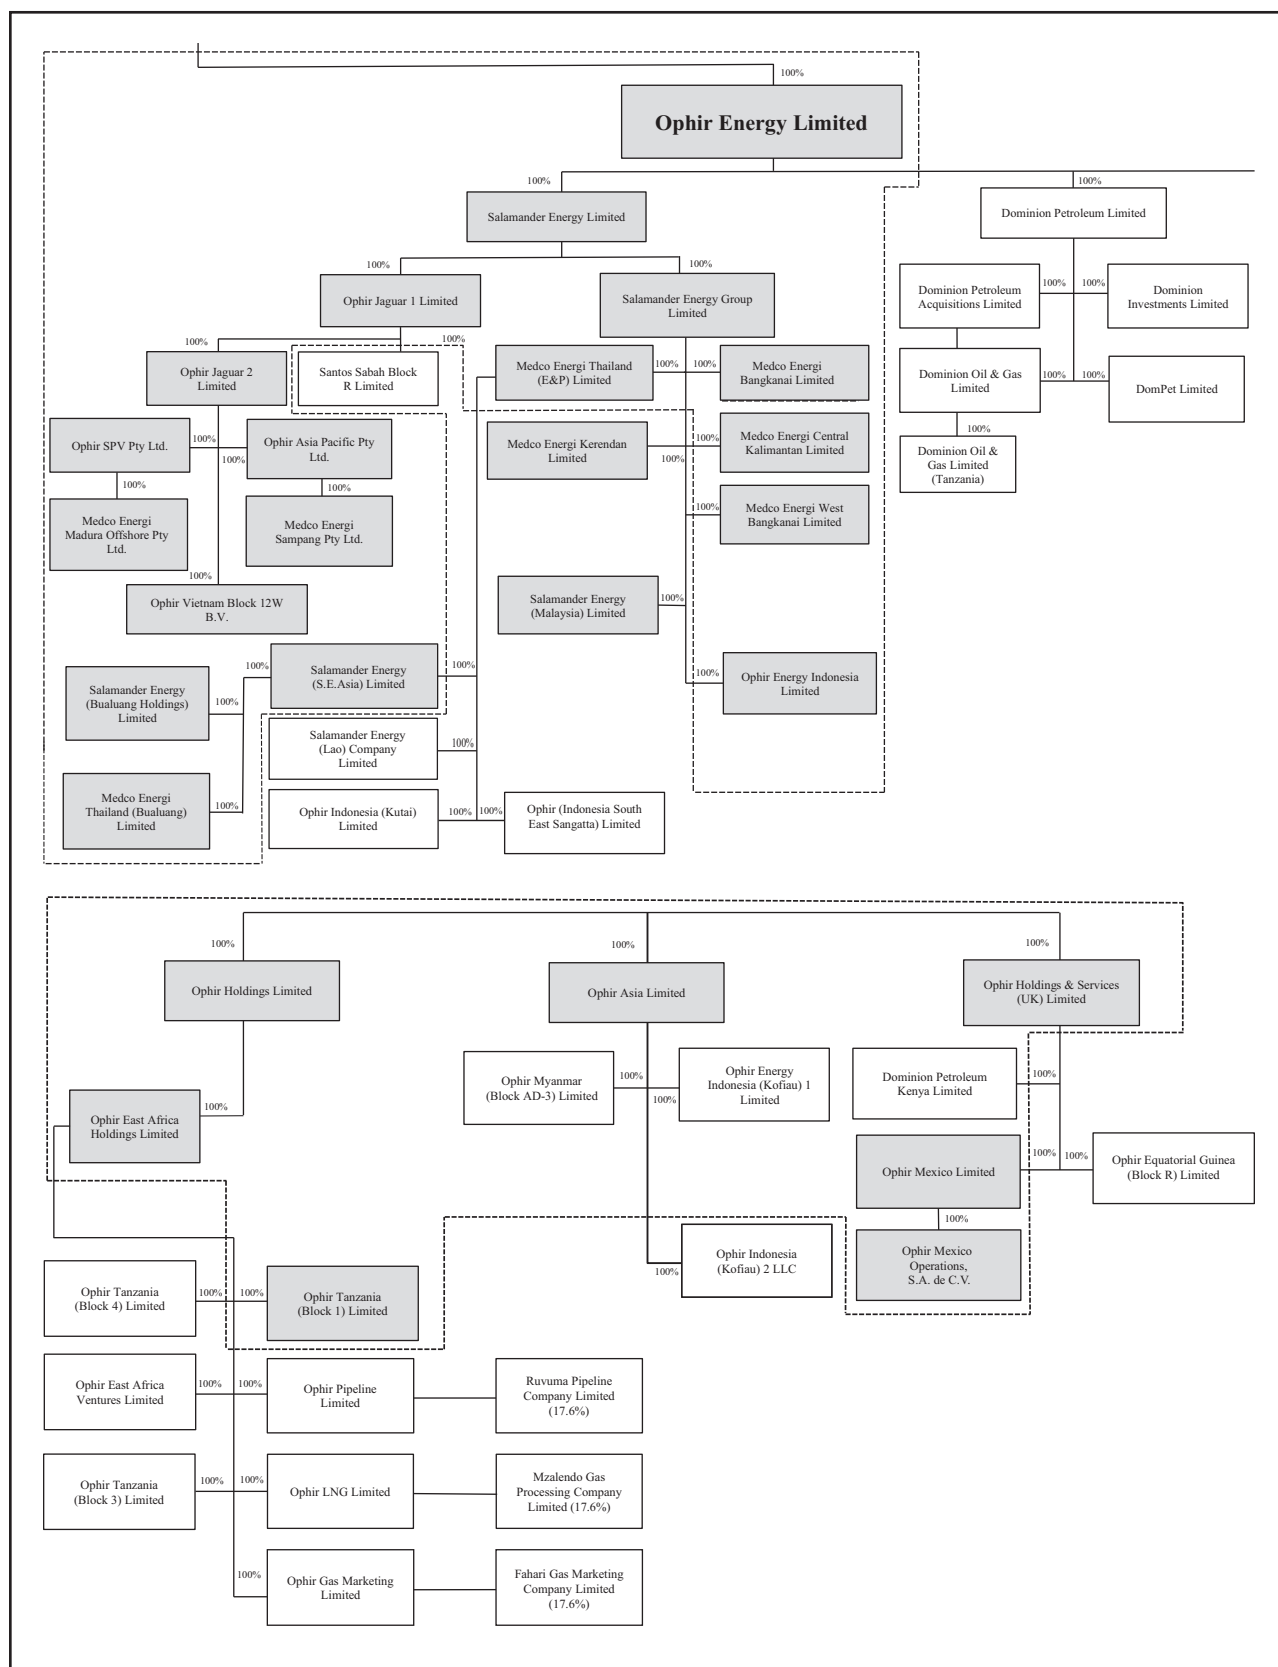 100%
Ophir Energy Limited
100%
100%
Salamander Energy Limited
Dominion Petroleum Limited
100%
100%
Ophir Jaguar 1 Limited
Salamander Energy Group
Limited
Dominion Petroleum
Acquisitions Limited
100%
100%
Dominion
Investments Limited
100%
100%
Ophir Jaguar 2
Limited
Santos Sabah Block
R Limited
Medco Energi Thailand
(E&P) Limited
100%
100%
Medco Energi
Bangkanai Limited
Dominion Oil & Gas
Limited
100%
100%
DomPet Limited
Ophir SPV Pty Ltd.
100%
100%
Ophir Asia Pacific Pty
Ltd.
Medco Energi Kerendan
Limited
100%
100%
Medco Energi Central
Kalimantan Limited
100%
Dominion Oil &
Gas Limited
(Tanzania)
100%
100%
Medco Energi
Madura Offshore Pty
Ltd.
Medco Energi
Sampang Pty Ltd.
100%
Medco Energi West
Bangkanai Limited
100%
Ophir Vietnam Block 12W
B.V.
Salamander Energy
(Malaysia) Limited
100%
Salamander Energy
(Bualuang Holdings)
Limited
100%
100%
Salamander Energy
(S.E.Asia) Limited
100%
100%
Ophir Energy Indonesia
Limited
Salamander Energy
(Lao) Company
Limited
100%
Medco Energi
Thailand (Bualuang)
Limited
100%
Ophir Indonesia (Kutai)
Limited
100%
100%
Ophir (Indonesia South
East Sangatta) Limited
100%
100%
100%
Ophir Holdings Limited
Ophir Asia Limited
Ophir Holdings & Services
(UK) Limited
Ophir Myanmar
(Block AD-3) Limited
100%
100%
Ophir Energy
Indonesia (Kofiau) 1
Limited
Dominion Petroleum
Kenya Limited
100%
Ophir East Africa
Holdings Limited
100%
Ophir Mexico Limited
100%
100%
Ophir Equatorial Guinea
(Block R) Limited
100%
Ophir Indonesia
(Kofiau) 2 LLC
100%
Ophir Mexico
Operations,
S.A. de C.V.
Ophir Tanzania
(Block 4) Limited
100%
100%
Ophir Tanzania
(Block 1) Limited
Ophir East Africa
Ventures Limited
100%
100%
Ophir Pipeline
Limited
Ruvuma Pipeline
Company Limited
(17.6%)
Ophir Tanzania
(Block 3) Limited
100%
100%
Ophir LNG Limited
Mzalendo Gas
Processing Company
Limited (17.6%)
100%
Ophir Gas Marketing
Limited
Fahari Gas Marketing
Company Limited
(17.6%)